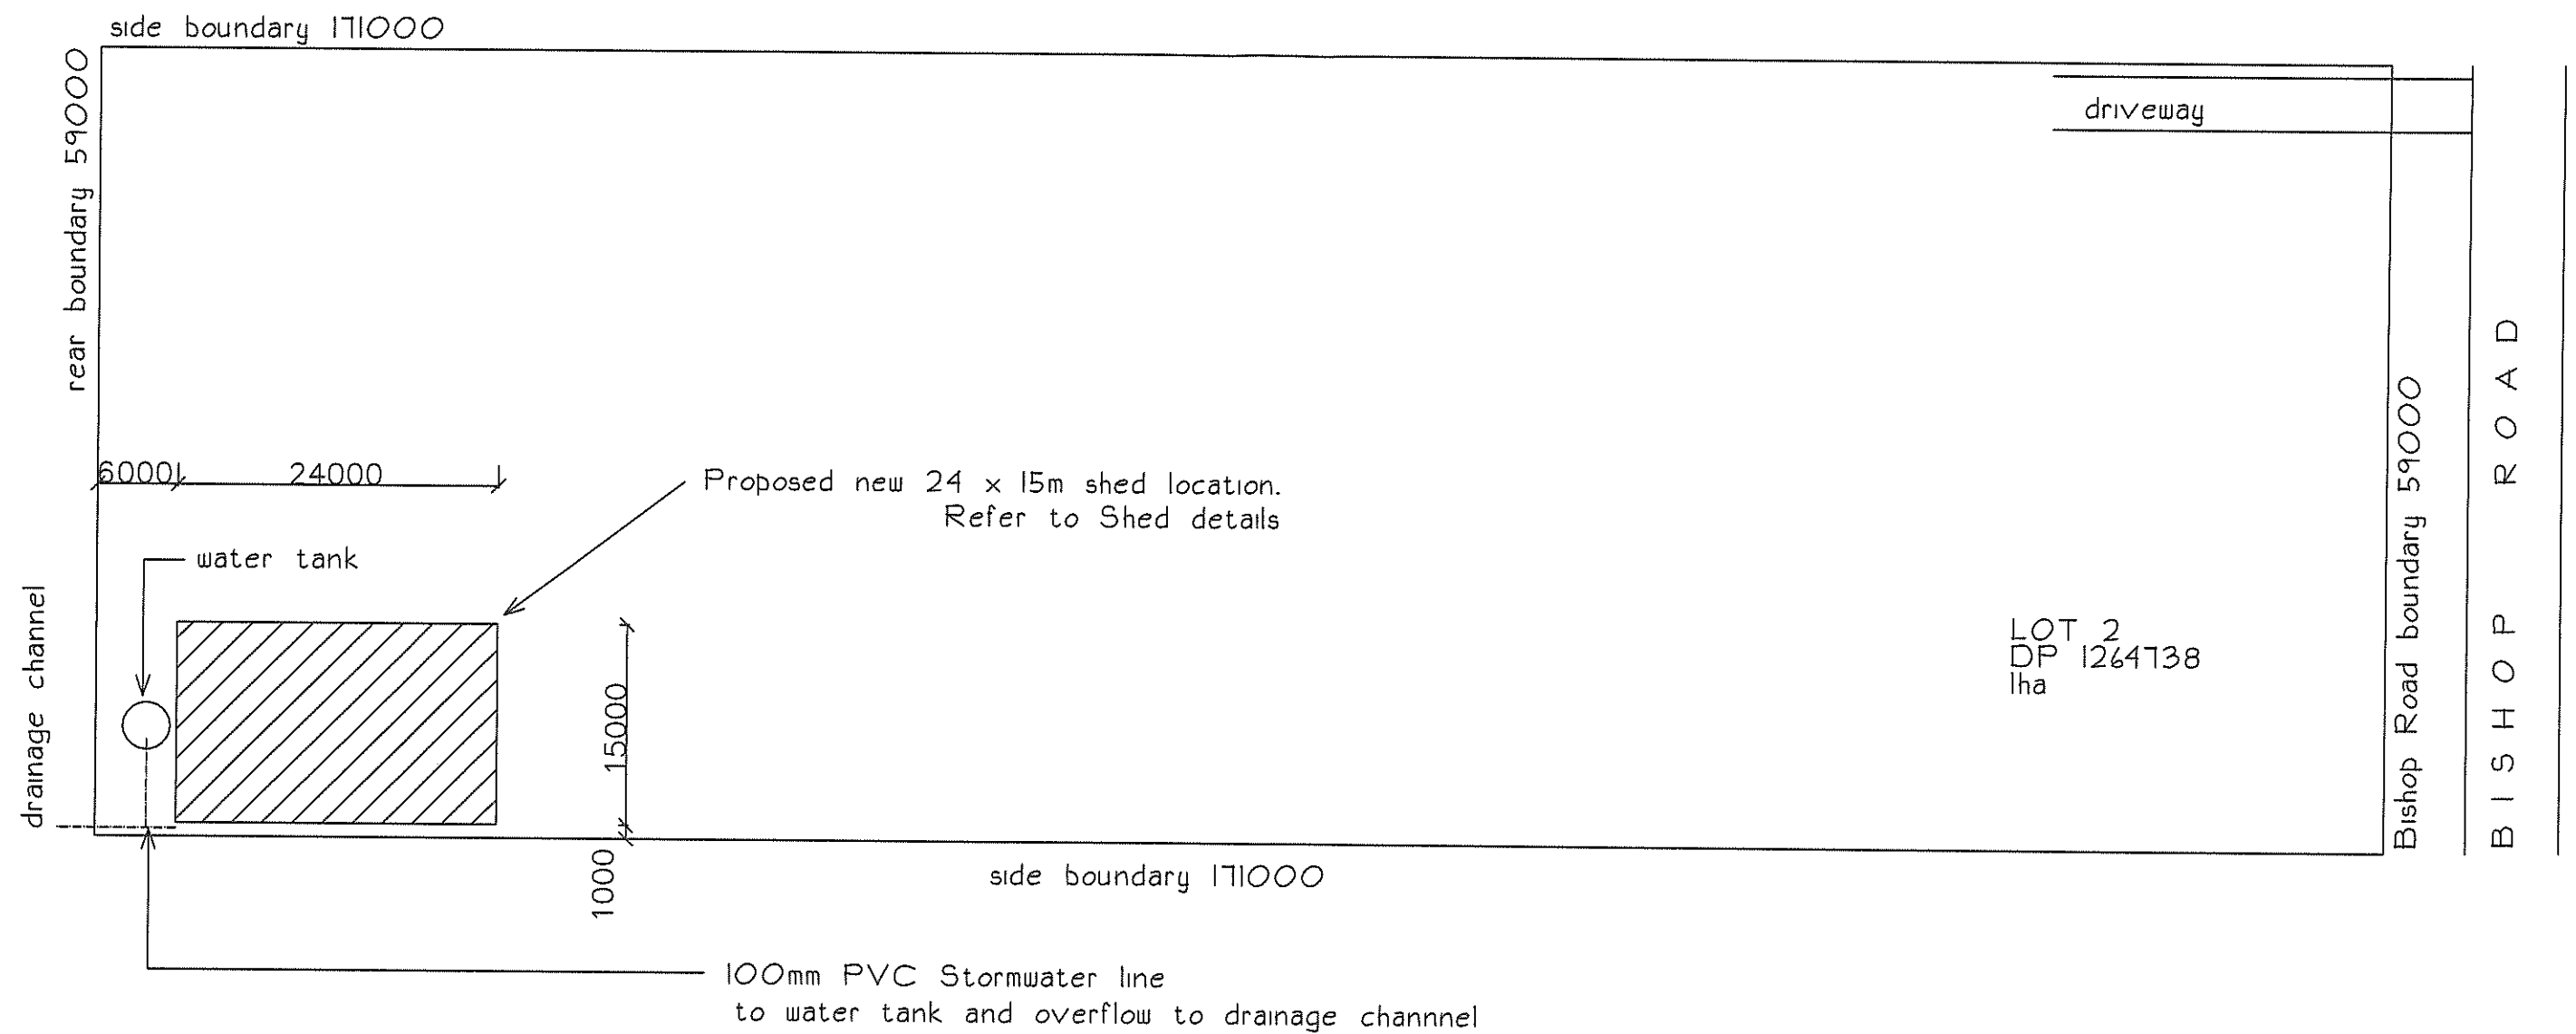 side boundary 171000
rear boundary 59000
driveway
6000
24000
Proposed new 24 x 15m shed location.
Refer to Shed details
water tank
drainage channel
15000
1000
LOT 2
DP 1264738
1ha
Bishop Road boundary 59000
BISHOP ROAD
side boundary 171000
100mm PVC Stormwater line
to water tank and overflow to drainage channnel